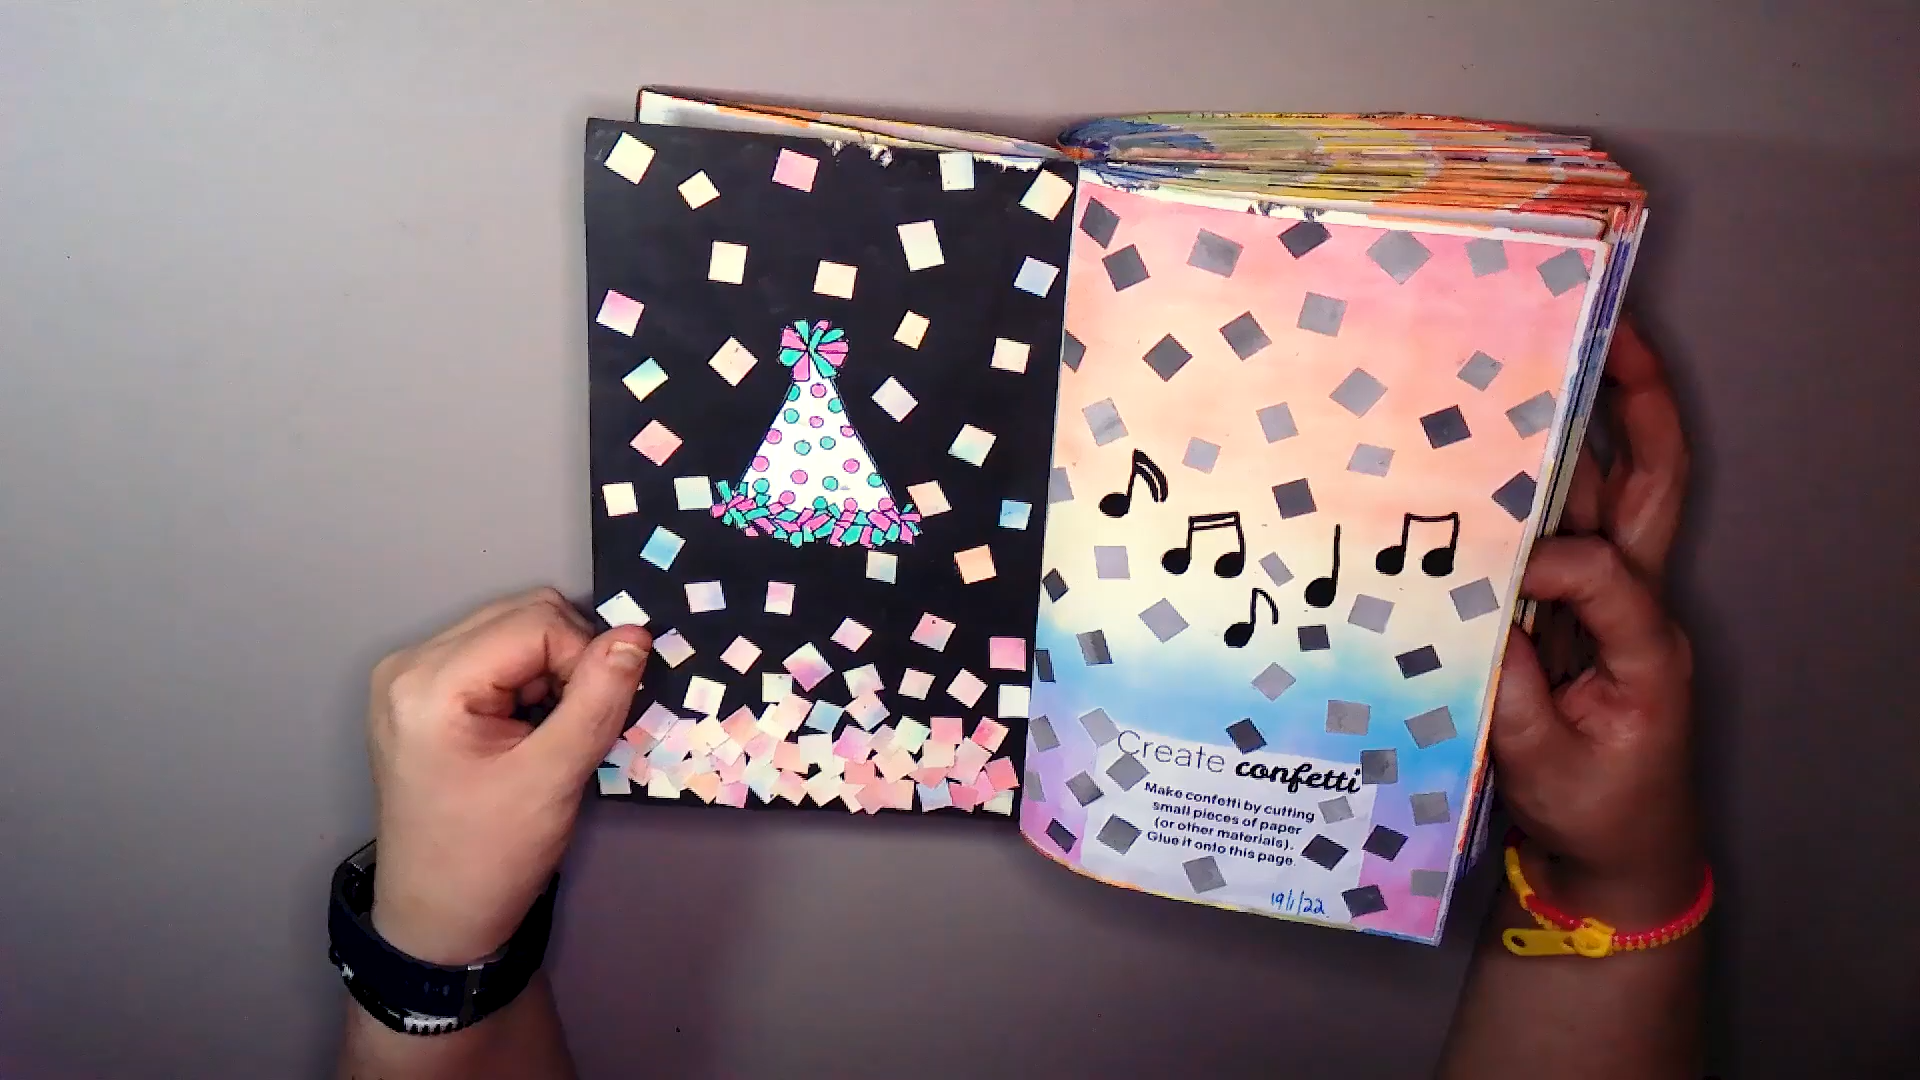 Create confetti
Make confetti by cutting
small pieces of paper
(or other materials).
Glue it onto this page.
19/1/22